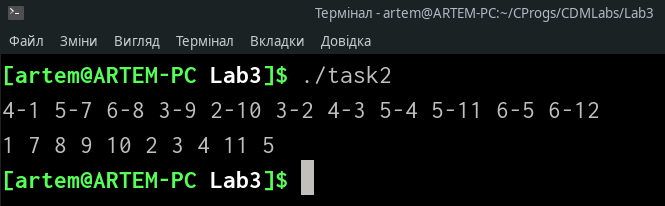 Термінал - artem@ARTEM-PC:~/CProgs/CDMLabs/Lab3
Файл Зміни Вигляд Термінал Вкладки Довідка
[artem@ARTEM-PC Lab3]$ ./task2
4-1 5-7 6-8 3-9 2-10 3-2 4-3 5-4 5-11 6-5 6-12
1 7 8 9 10 2 3 4 11 5
[artem@ARTEM-PC Lab3]$